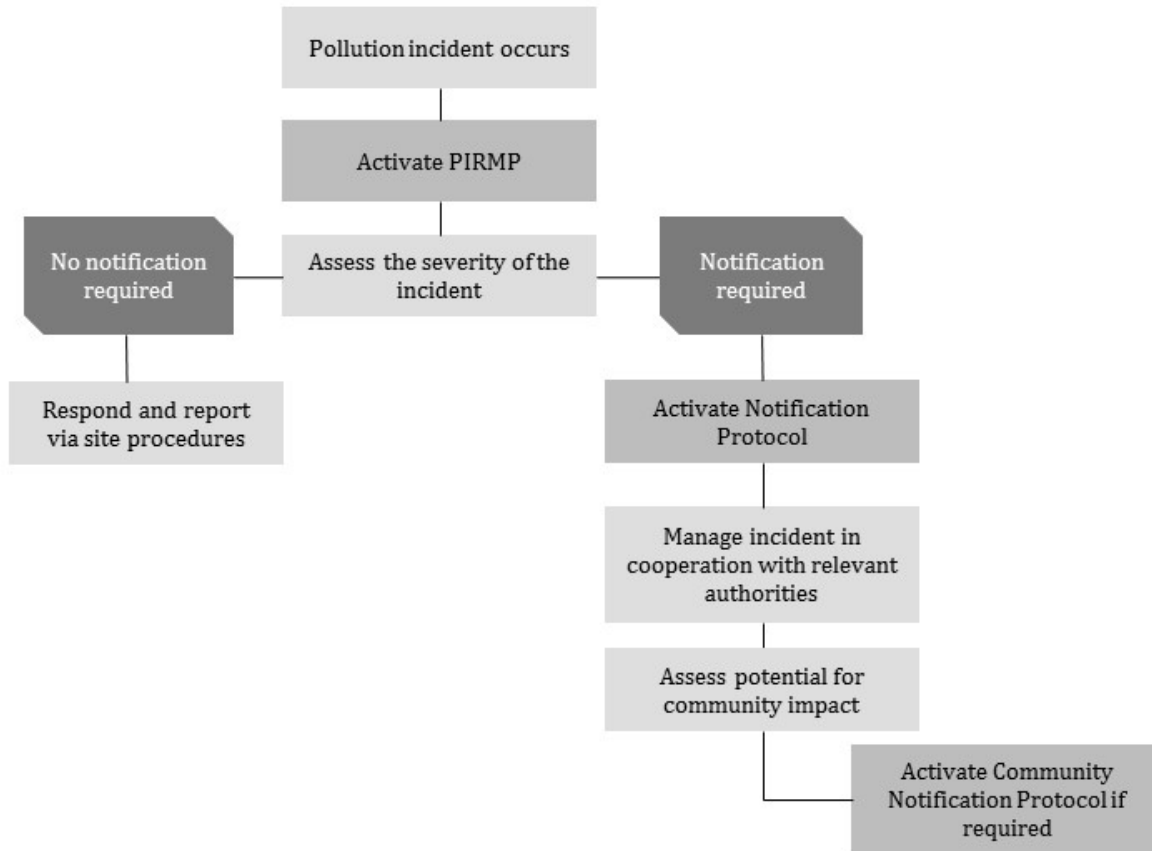 Pollution incident occurs
Activate PIRMP
Assess the severity of the
incident
No notification
required
Respond and report
via site procedures
Notification
required
Activate Notification
Protocol
Manage incident in
cooperation with relevant
authorities
Assess potential for
community impact
Activate Community
Notification Protocol if
required